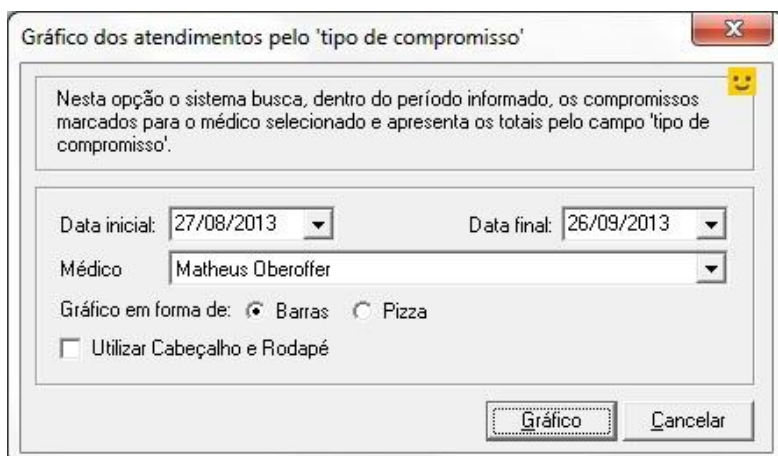 Gráfico dos atendimentos pelo 'tipo de compromisso'
Nesta opção o sistema busca, dentro do período informado, os compromissos
marcados para o médico selecionado e apresenta os totais pelo campo 'tipo de
compromisso'.
Data inicial: 27/08/2013 Data final: 26/09/2013
Médico Matheus Oberoffer
Gráfico em forma de: Barras Pizza
Utilizar Cabeçalho e Rodapé
Gráfico Cancelar